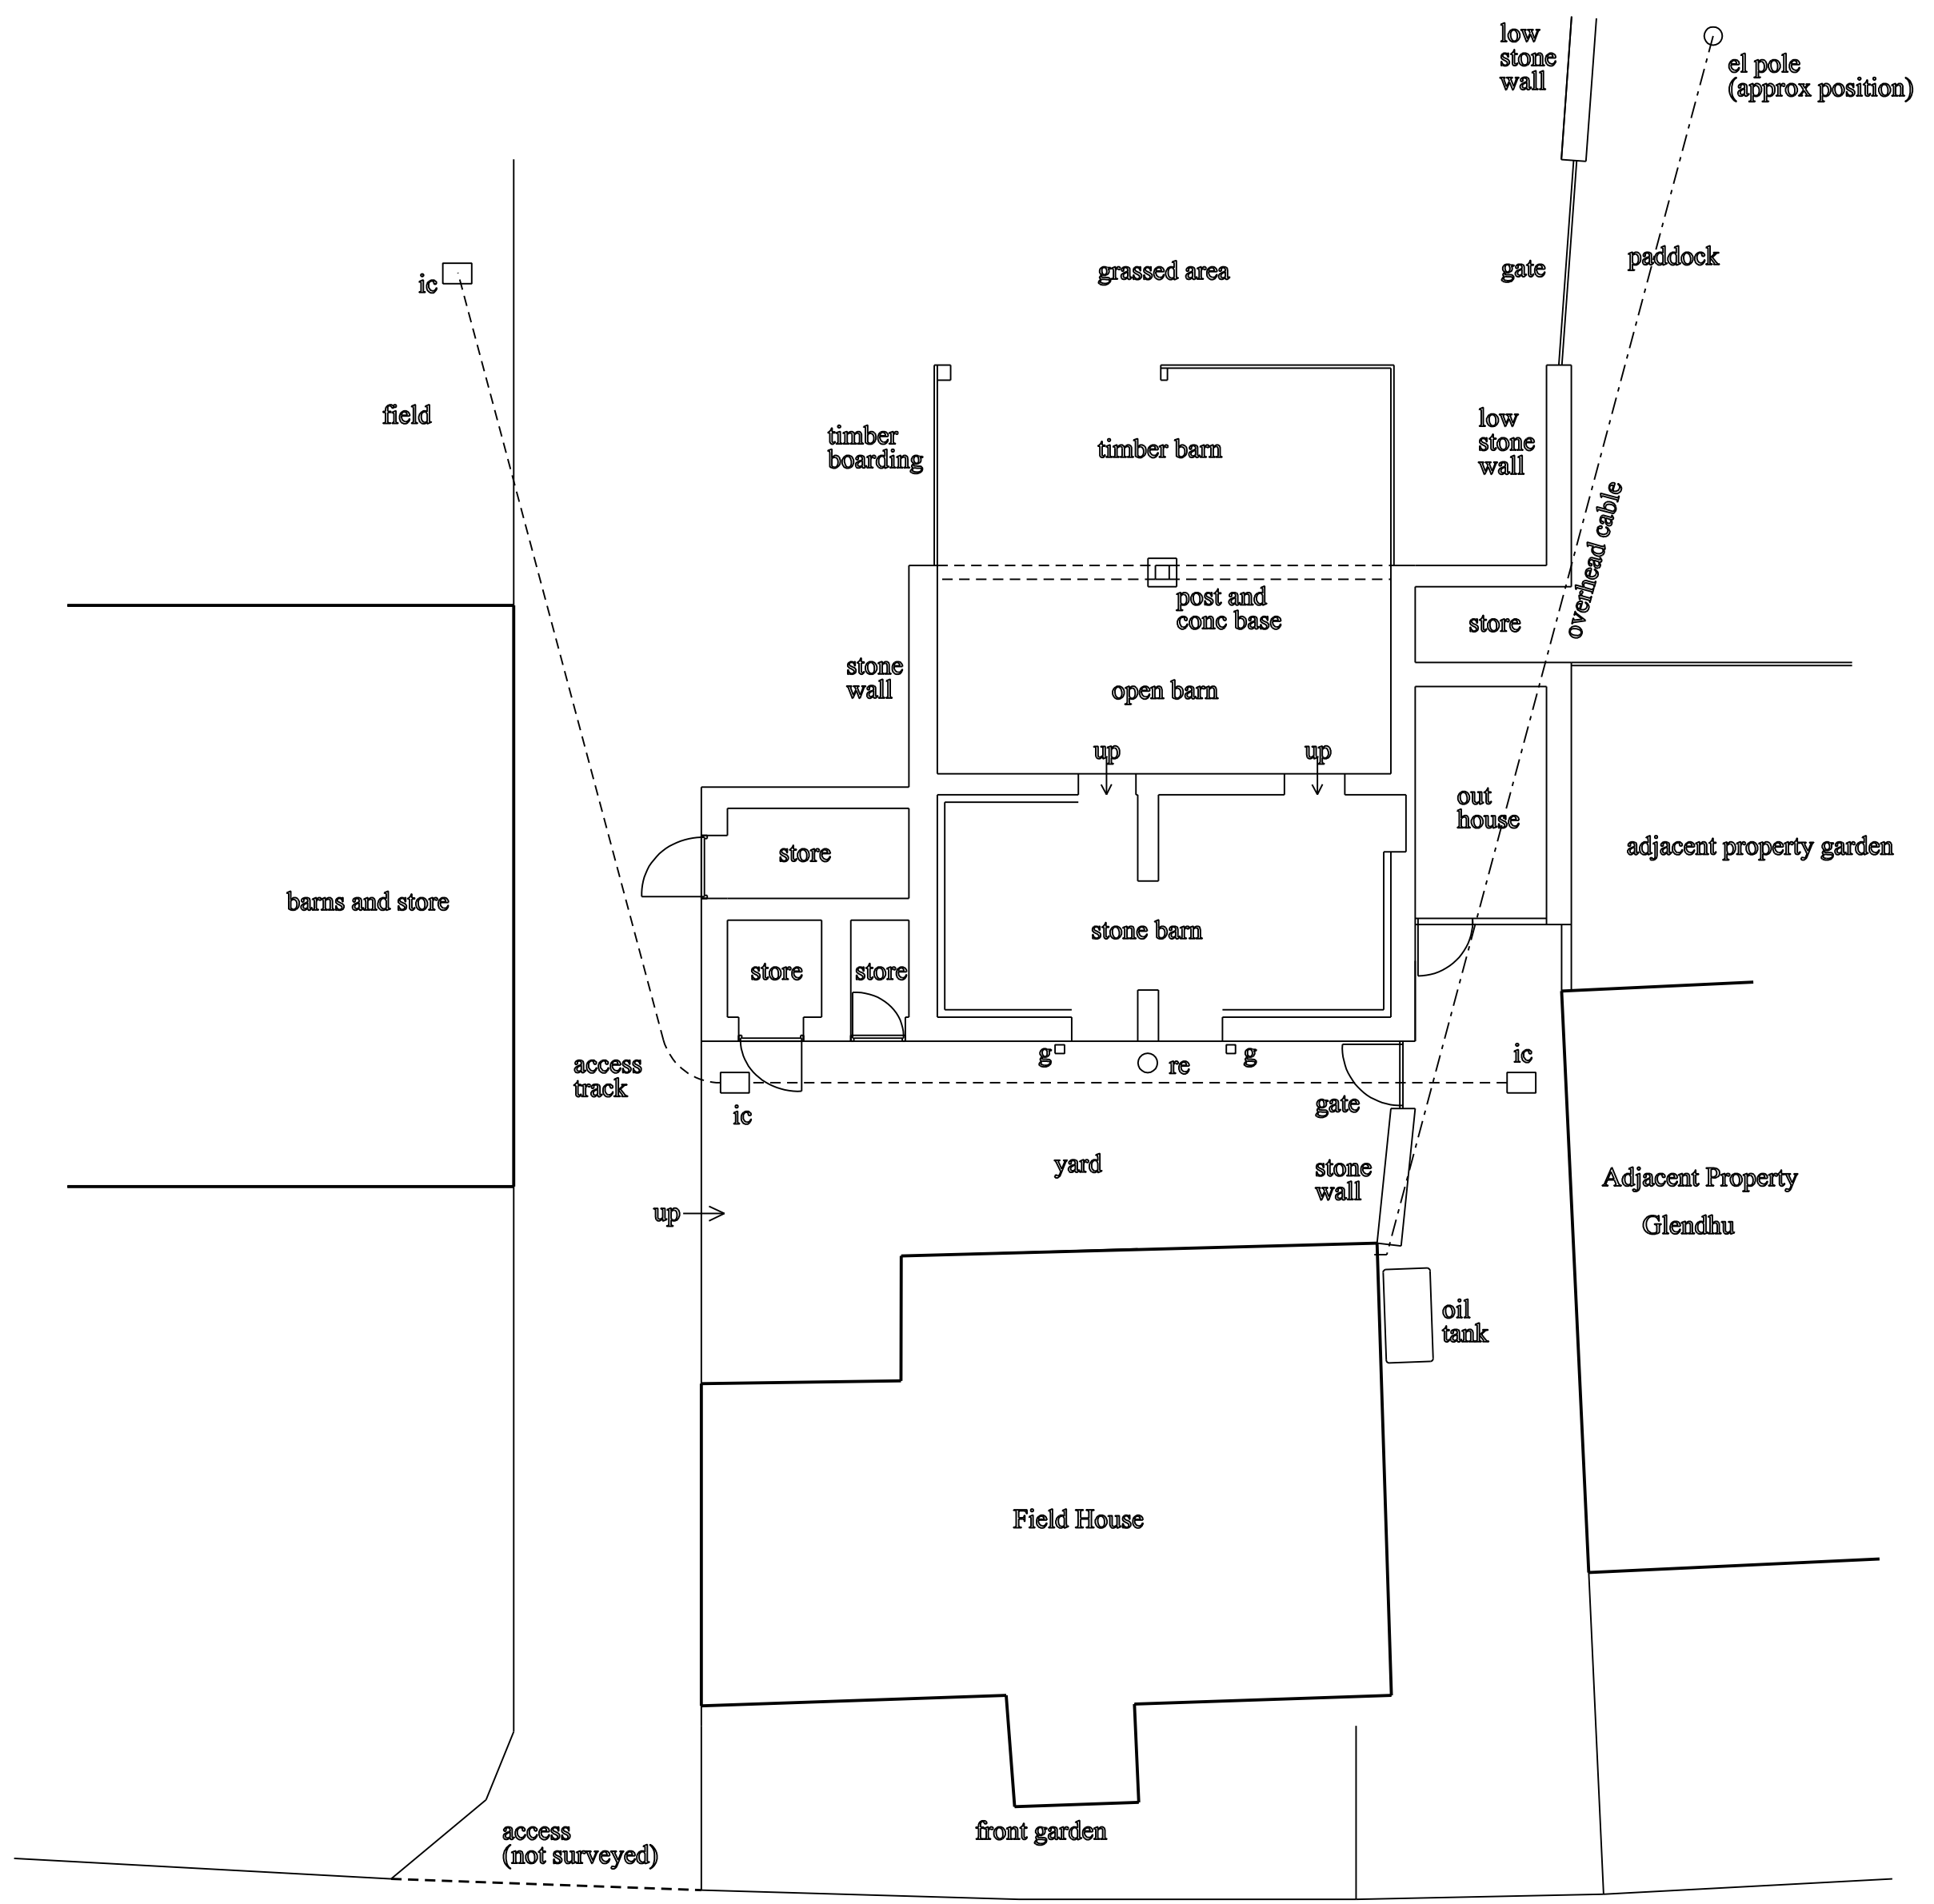 low
stone
wall
el pole
(approx position)
ic
grassed area
gate
paddock
field
timber
boarding
timber barn
low
stone
wall
overhead cable
post and
conc base
store
stone
wall
open barn
up
up
out
house
store
adjacent property garden
barns and store
stone barn
store
store
access
track
g
re
g
ic
ic
gate
yard
stone
wall
Adjacent Property
Glendhu
up
oil
tank
Field House
access
(not surveyed)
front garden